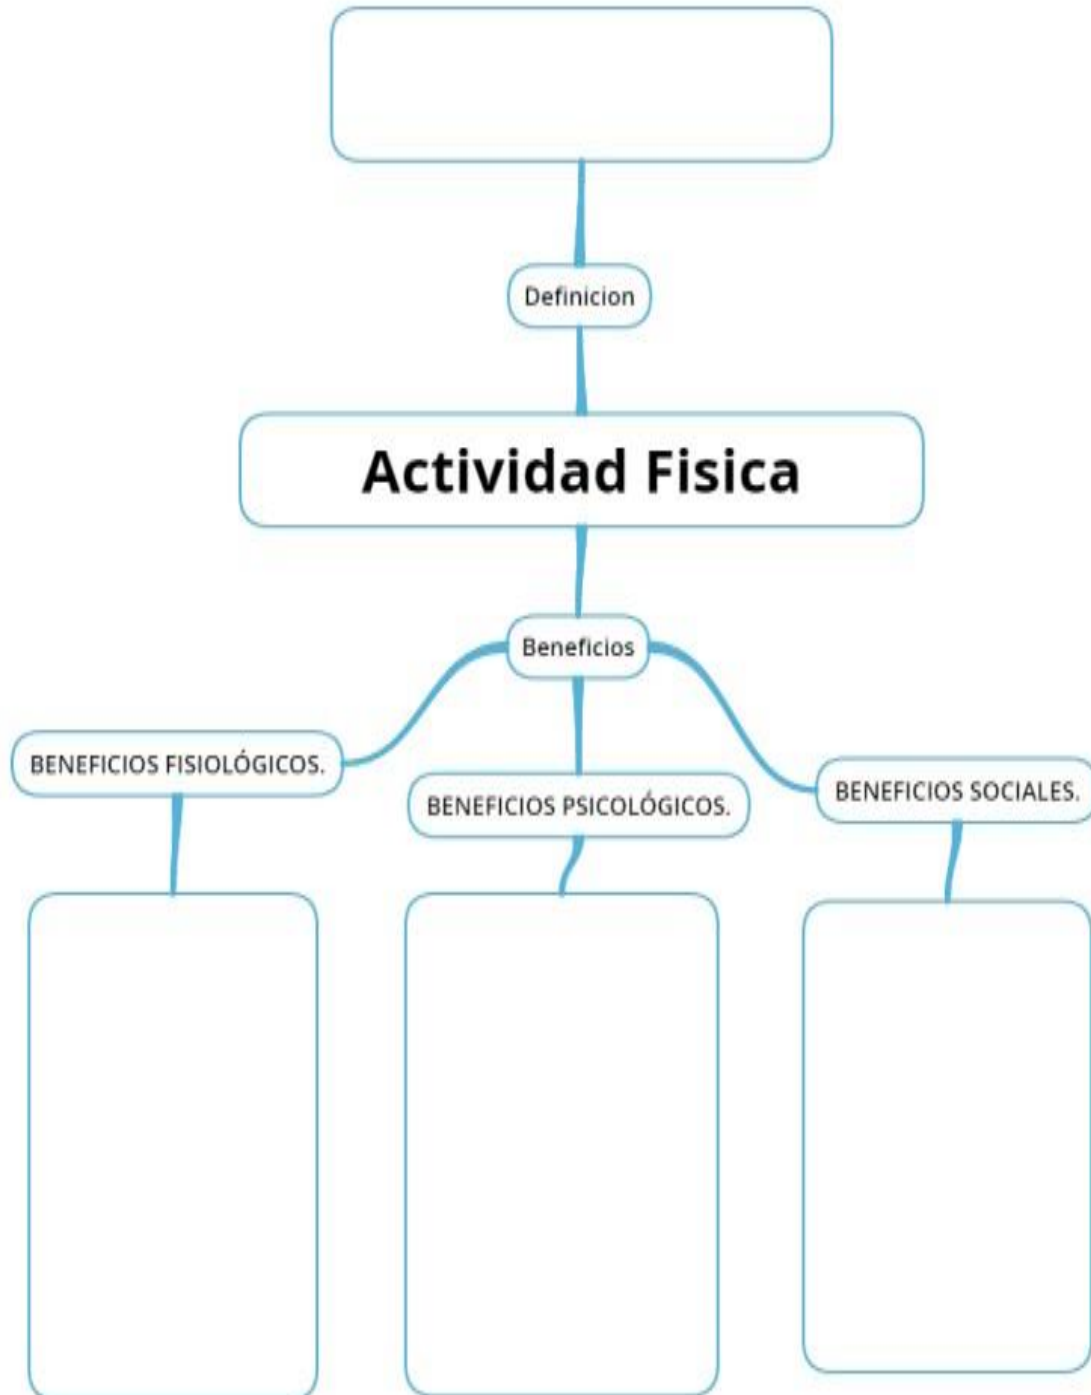 Definicion
Actividad Fisica
Beneficios
BENEFICIOS FISIOLÓGICOS.
BENEFICIOS PSICOLÓGICOS.
BENEFICIOS SOCIALES.